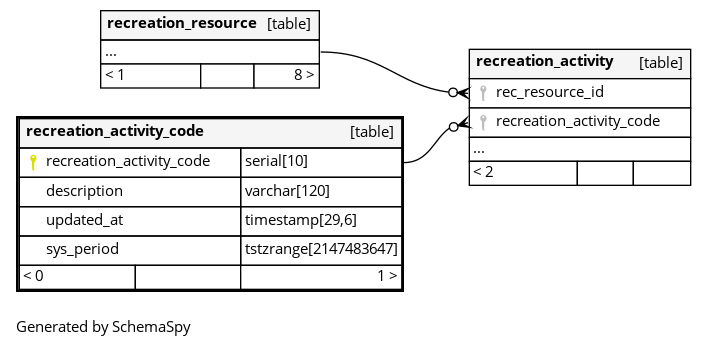 recreation_resource [table]
...
< 1 8 >
recreation_activity [table]
rec_resource_id
recreation_activity_code
...
< 2
recreation_activity_code [table]
recreation_activity_code serial[10]
description varchar[120]
updated_at timestamp[29,6]
sys_period tstzrange[2147483647]
< 0 1 >
Generated by SchemaSpy